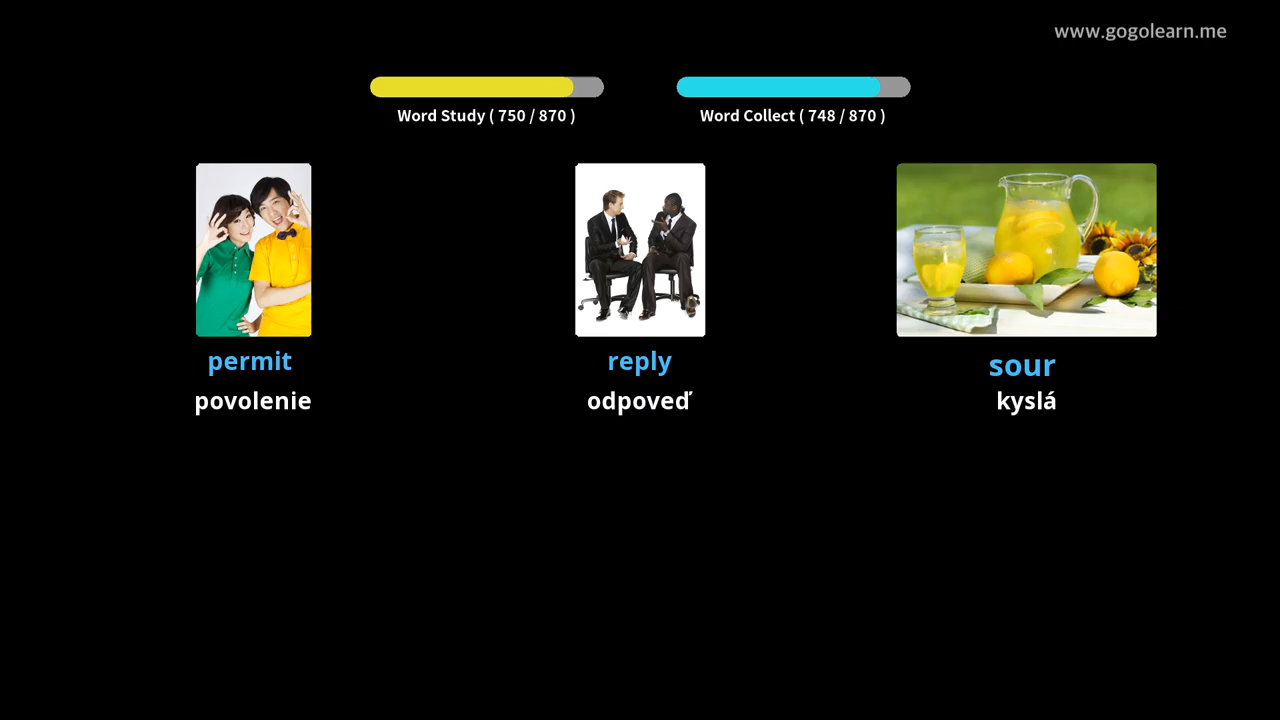 www.gogolearn.me
Word Study ( 750 / 870 )
Word Collect ( 748 / 870 )
permit
reply
sour
povolenie
odpoveď
kyslá